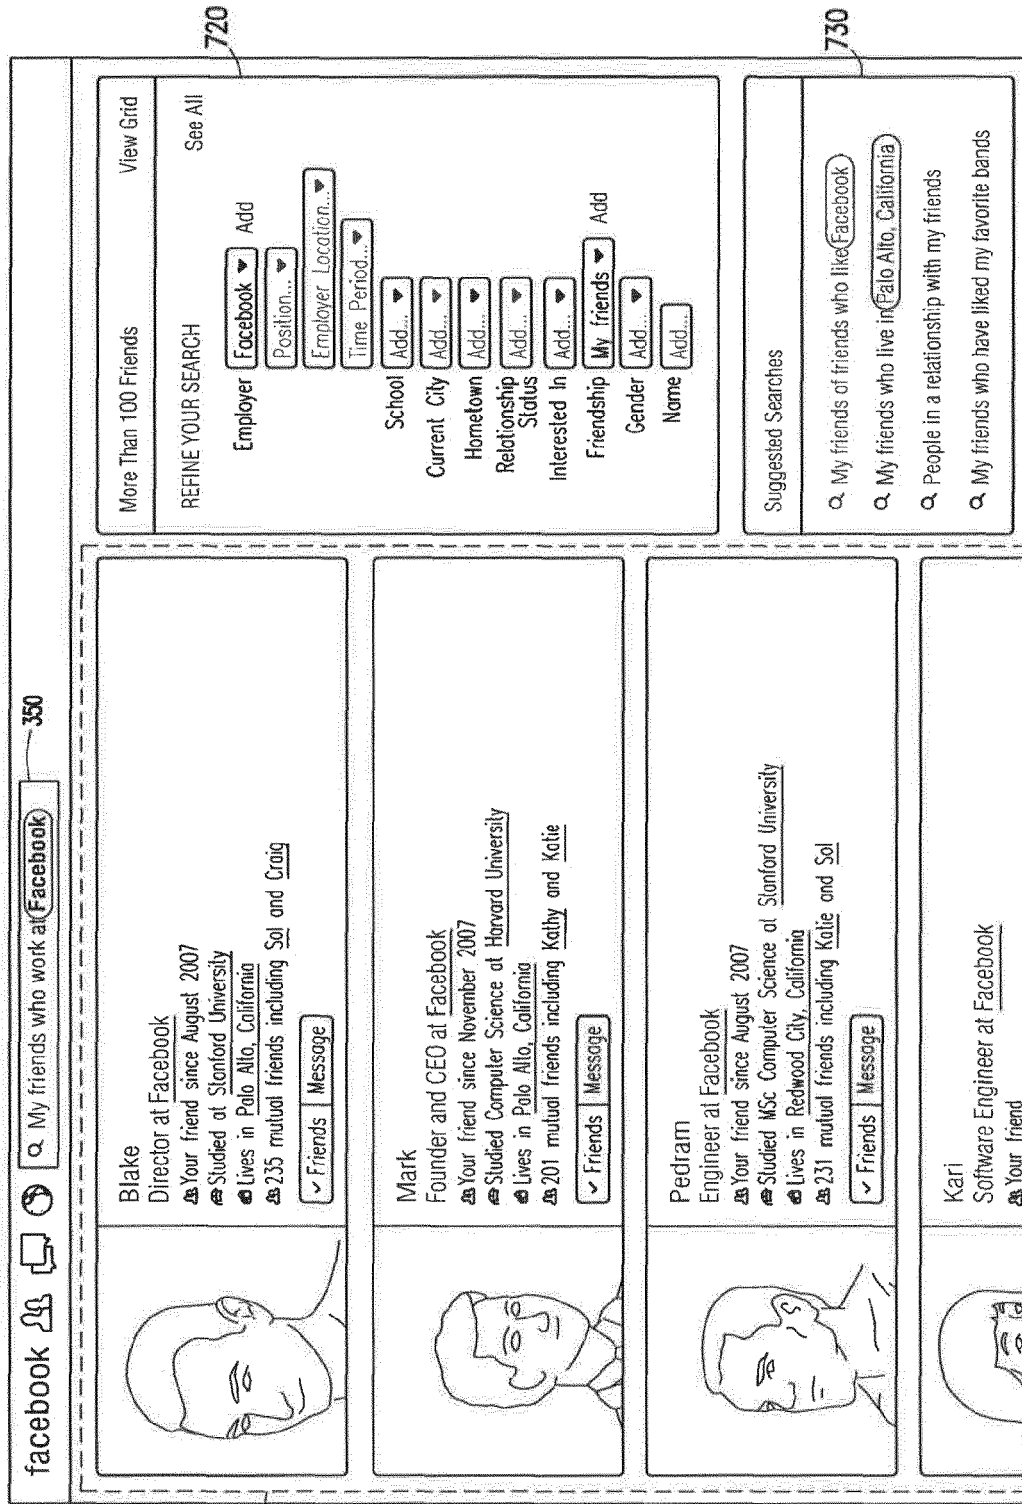 facebook
My friends who work at Facebook
350
Blake
Director at Facebook
Your friend since August 2007
Studied at Stanford University
Lives in Palo Alto, California
235 mutual friends including Sol and Craig
✓ Friends Message
Mark
Founder and CEO at Facebook
Your friend since November 2007
Studied Computer Science at Harvard University
Lives in Palo Alto, California
201 mutual friends including Kathy and Katie
✓ Friends Message
Pedram
Engineer at Facebook
Your friend since August 2007
Studied MSc Computer Science at Stanford University
Lives in Redwood City, California
231 mutual friends including Katie and Sol
✓ Friends Message
Kari
Software Engineer at Facebook
Your friend
More Than 100 Friends View Grid
720
REFINE YOUR SEARCH See All
Employer Facebook Add
Position...
Employer Location...
Time Period...
School Add...
Current City Add...
Hometown Add...
Relationship
Status Add...
Interested In Add...
Friendship My friends Add
Gender Add...
Name Add...
730
Suggested Searches
My friends of friends who like Facebook
My friends who live in Palo Alto, California
People in a relationship with my friends
My friends who have liked my favorite bands